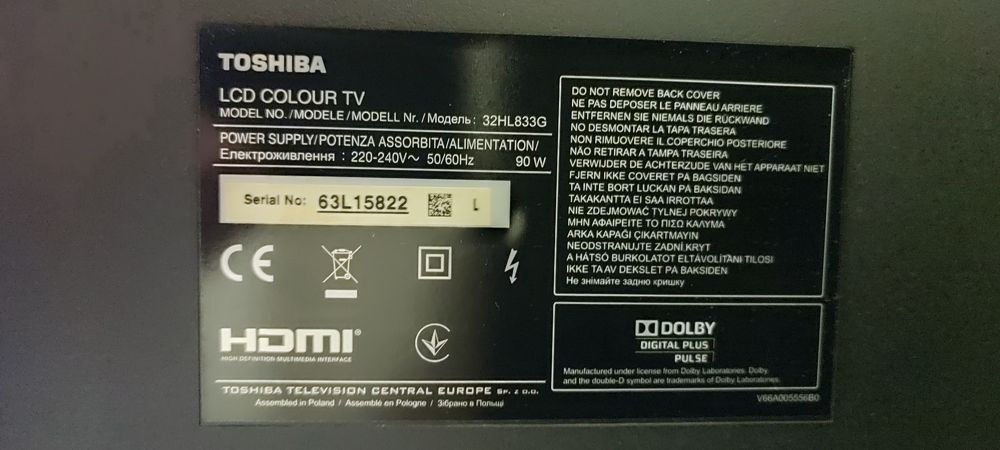 TOSHIBA
LCD COLOUR TV
MODEL NO./MODELE/MODELL Nr./Модель: 32HL833G
POWER SUPPLY/POTENZA ASSORBITA/ALIMENTATION/
Електроживлення : 220-240V~ 50/60Hz 90 W
Serial No: 63L15822 L
CE
HDMI®
HIGH DEFINITION MULTIMEDIA INTERFACE
TOSHIBA TELEVISION CENTRAL EUROPE SP. Z O.O.
Assembled in Poland / Assemblé en Pologne / Зібрано в Польщі
DO NOT REMOVE BACK COVER
NE PAS DEPOSER LE PANNEAU ARRIERE
ENTFERNEN SIE NIEMALS DIE RÜCKWAND
NO DESMONTAR LA TAPA TRASERA
NON RIMUOVERE IL COPERCHIO POSTERIORE
NÃO RETIRAR A TAMPA TRASEIRA
VERWIJDER DE ACHTERZUDE VAN HET APPARAAT NIET
FJERN IKKE COVERET PÅ BAGSIDEN
TA INTE BORT LUCKAN PÅ BAKSIDAN
TAKAKANTTA EI SAA IRROTTAA
NIE ZDEJMOWAĆ TYLNEJ POKRYWY
ΜΗΝ ΑΦΑΙΡΕΙΤΕ ΤΟ ΠΙΣΩ ΚΑΛΥΜΑ
ARKA KAPAĞI ÇIKARTMAYIN
NEODSTRANUJTE ZADNÍ KRYT
A HÁTSÓ BURKOLATOT ELTÁVOLÍTANI TILOS!
IKKE TA AV DEKSLET PÅ BAKSIDEN
Не знімайте задню кришку
DOLBY
DIGITAL PLUS
PULSE
Manufactured under license from Dolby Laboratories. Dolby
and the double-D symbol are trademarks of Dolby Laboratories.
V66A005556B0